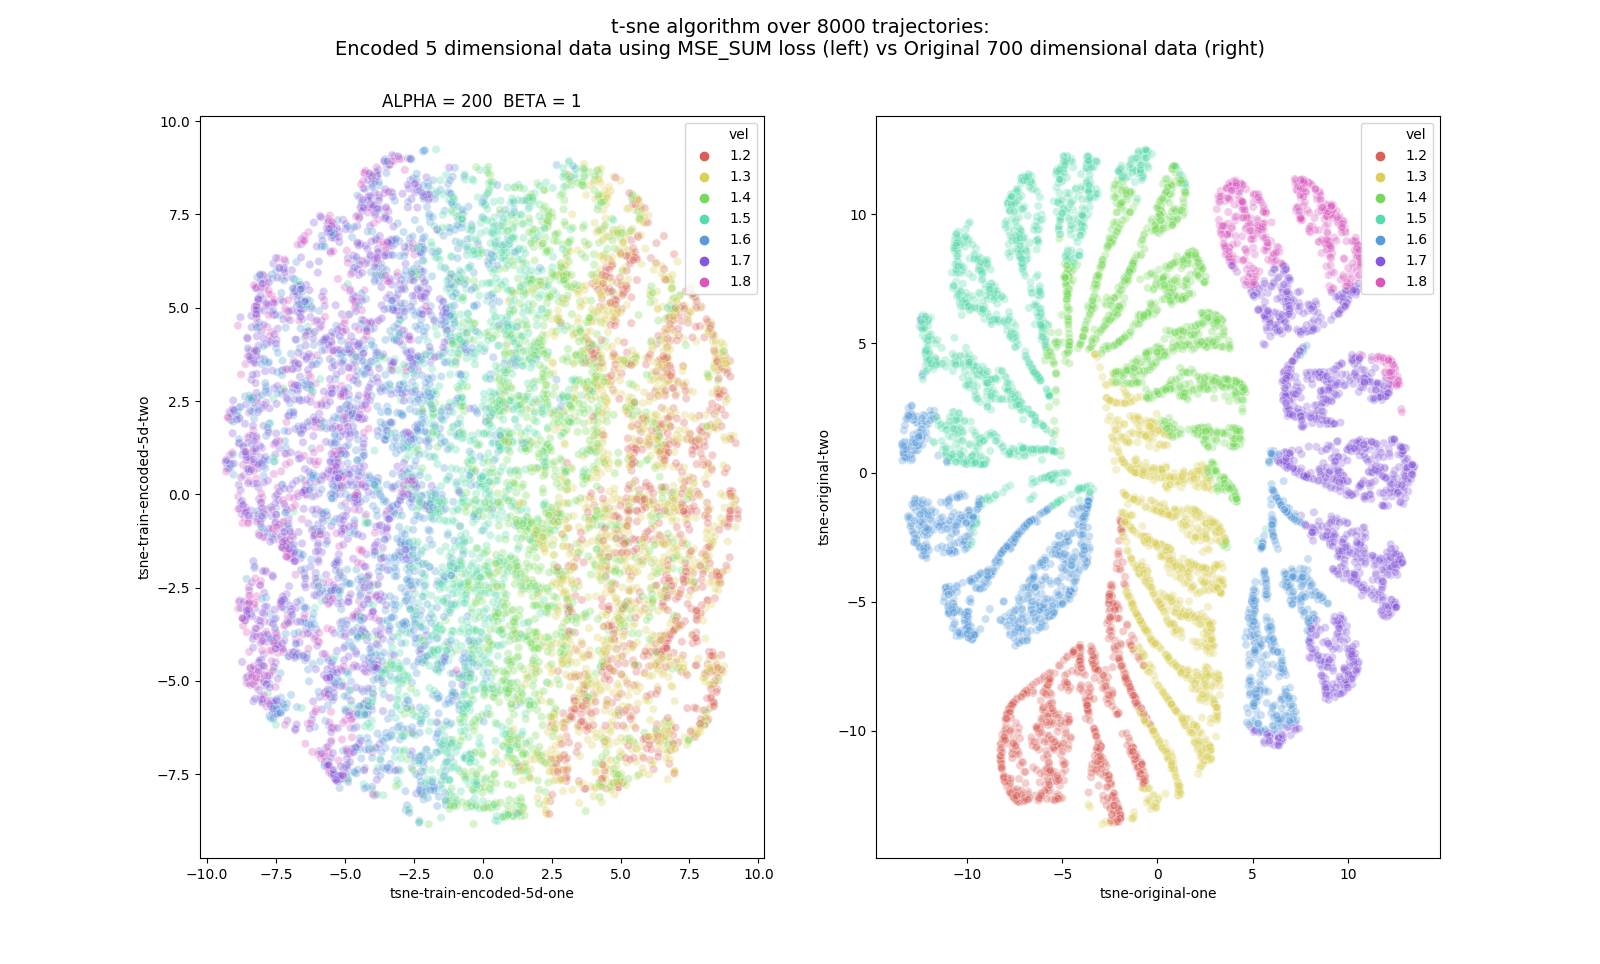 t-sne algorithm over 8000 trajectories:
Encoded 5 dimensional data using MSE_SUM loss (left) vs Original 700 dimensional data (right)
ALPHA = 200  BETA = 1
10.0
7.5
5.0
2.5
0.0
−2.5
−5.0
−7.5
tsne-train-encoded-5d-two
−10.0 −7.5 −5.0 −2.5 0.0 2.5 5.0 7.5 10.0
tsne-train-encoded-5d-one
vel
1.2
1.3
1.4
1.5
1.6
1.7
1.8
10
5
0
−5
−10
tsne-original-two
−10 −5 0 5 10
tsne-original-one
vel
1.2
1.3
1.4
1.5
1.6
1.7
1.8